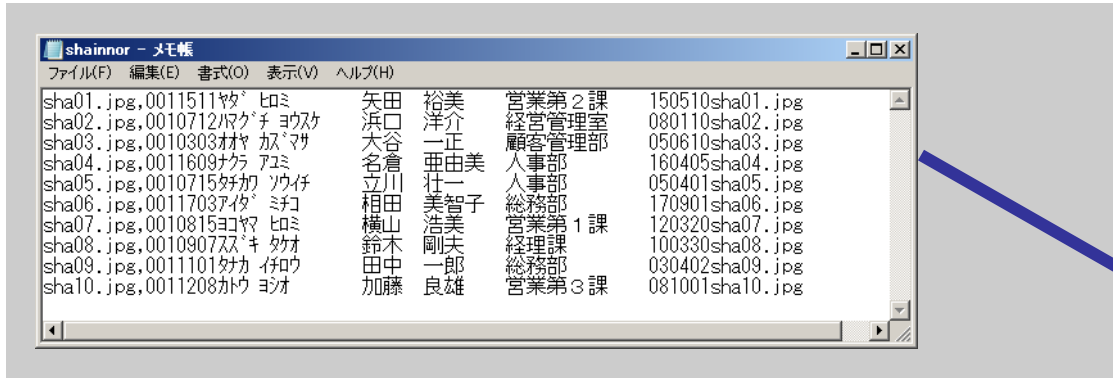 shainnor - メモ帳
ファイル(F) 編集(E) 書式(O) 表示(V) ヘルプ(H)
sha01.jpg,0011511ﾔﾀﾞ ﾋﾛﾐ 矢田 裕美 営業第２課 150510sha01.jpg
sha02.jpg,0010712ﾊﾏｸﾞﾁ ﾖｳｽｹ 浜口 洋介 経営管理室 080110sha02.jpg
sha03.jpg,0010303ｵｵﾔ ｶｽﾞﾏｻ 大谷 一正 顧客管理部 050610sha03.jpg
sha04.jpg,0011609ﾅｸﾗ ｱﾕﾐ 名倉 亜由美 人事部 160405sha04.jpg
sha05.jpg,0010715ﾀﾁｶﾜ ｿｳｲﾁ 立川 壮一 人事部 050401sha05.jpg
sha06.jpg,0011703ｱｲﾀﾞ ﾐﾁｺ 相田 美智子 総務部 170901sha06.jpg
sha07.jpg,0010815ﾖｺﾔﾏ ﾋﾛﾐ 横山 浩美 営業第１課 120320sha07.jpg
sha08.jpg,0010907ｽｽﾞｷ ﾀｹｵ 鈴木 剛夫 経理課 100330sha08.jpg
sha09.jpg,0011101ﾀﾅｶ ｲﾁﾛｳ 田中 一郎 総務部 030402sha09.jpg
sha10.jpg,0011208ｶﾄｳ ﾖｼｵ 加藤 良雄 営業第３課 081001sha10.jpg